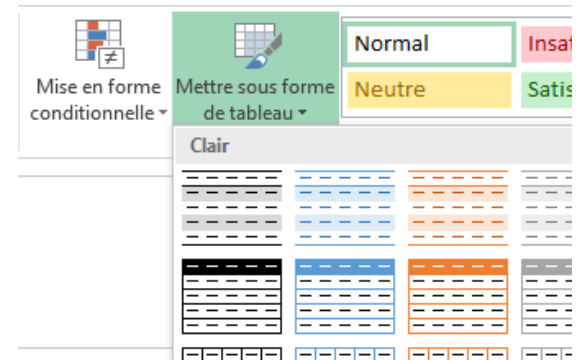 Mise en forme
conditionnelle
Mettre sous forme
de tableau
Normal
Neutre
Clair